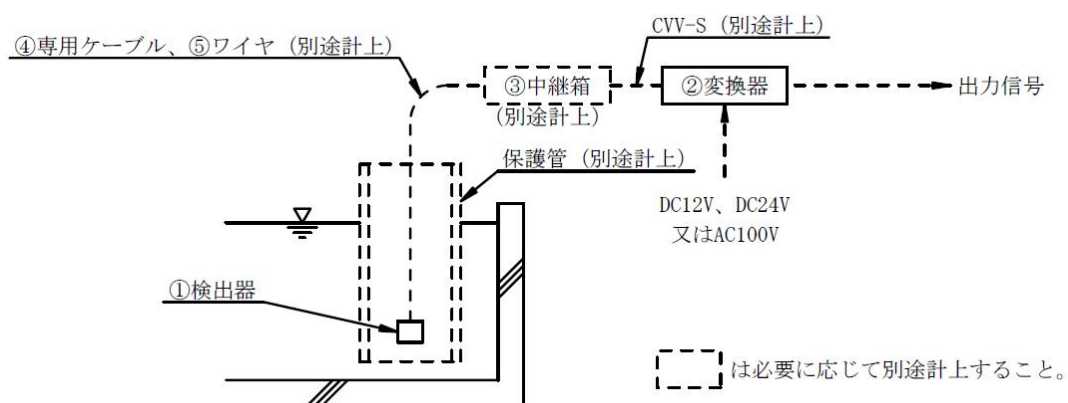 CVV-S (別途計上)
④専用ケーブル、⑤ワイヤ (別途計上)
③中継箱
(別途計上)
②変換器
出力信号
保護管 (別途計上)
DC12V、DC24V
又はAC100V
①検出器
は必要に応じて別途計上すること。